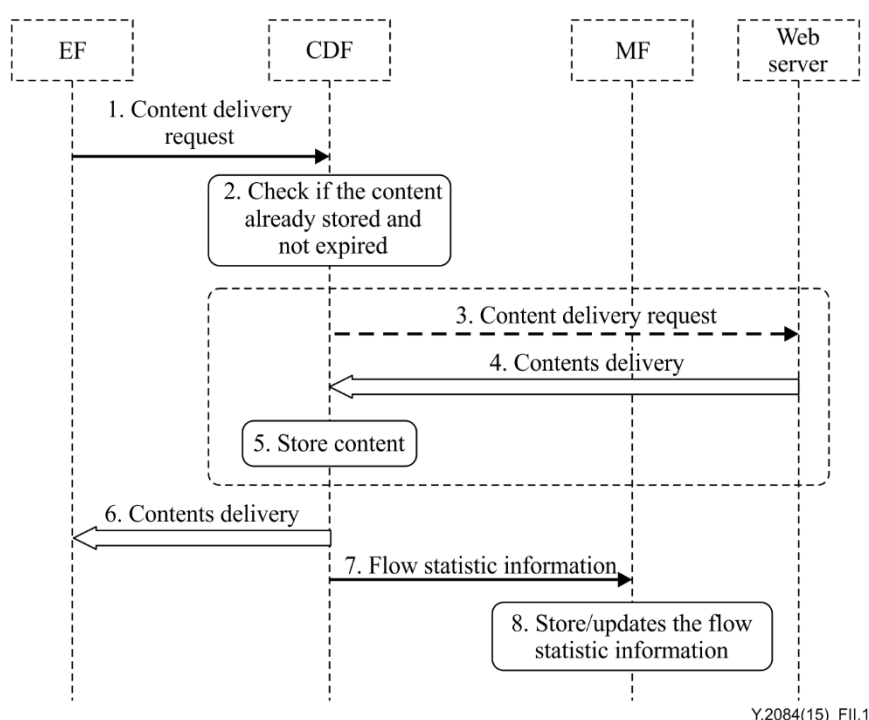 EF
CDF
MF
Web
server
1. Content delivery
request
2. Check if the content
already stored and
not expired
3. Content delivery request
4. Contents delivery
5. Store content
6. Contents delivery
7. Flow statistic information
8. Store/updates the flow
statistic information
Y.2084(15)_FII.1